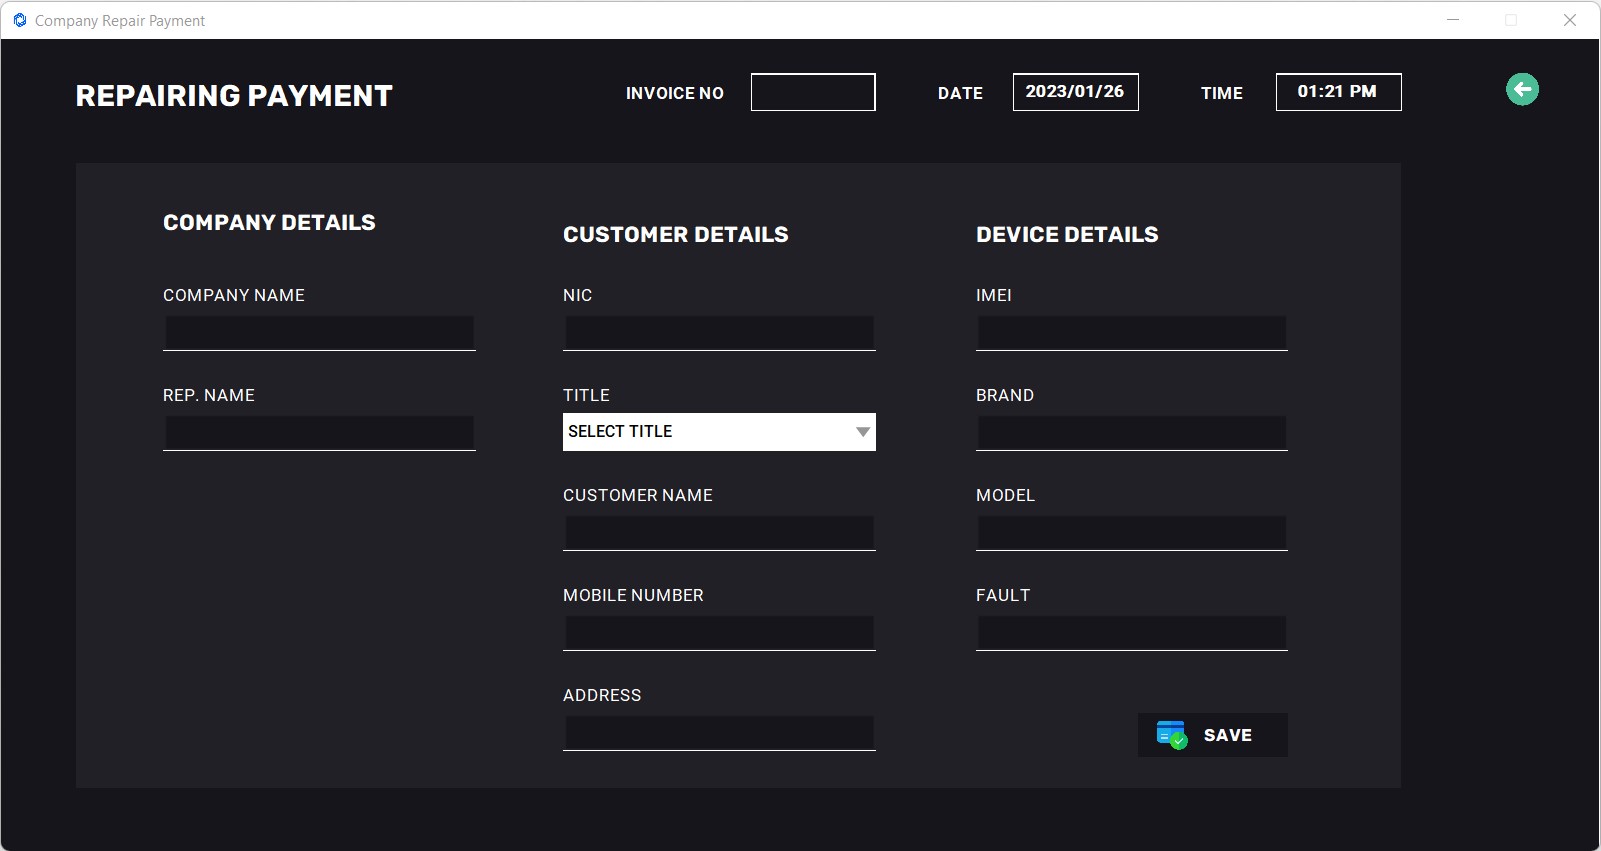 Company Repair Payment
REPAIRING PAYMENT
INVOICE NO
DATE
2023/01/26
TIME
01:21 PM
COMPANY DETAILS
COMPANY NAME
REP. NAME
CUSTOMER DETAILS
NIC
TITLE
SELECT TITLE
CUSTOMER NAME
MOBILE NUMBER
ADDRESS
DEVICE DETAILS
IMEI
BRAND
MODEL
FAULT
SAVE